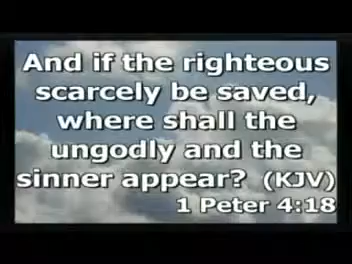 And if the righteous
scarcely be saved,
where shall the
ungodly and the
sinner appear? (KJV)
1 Peter 4:18